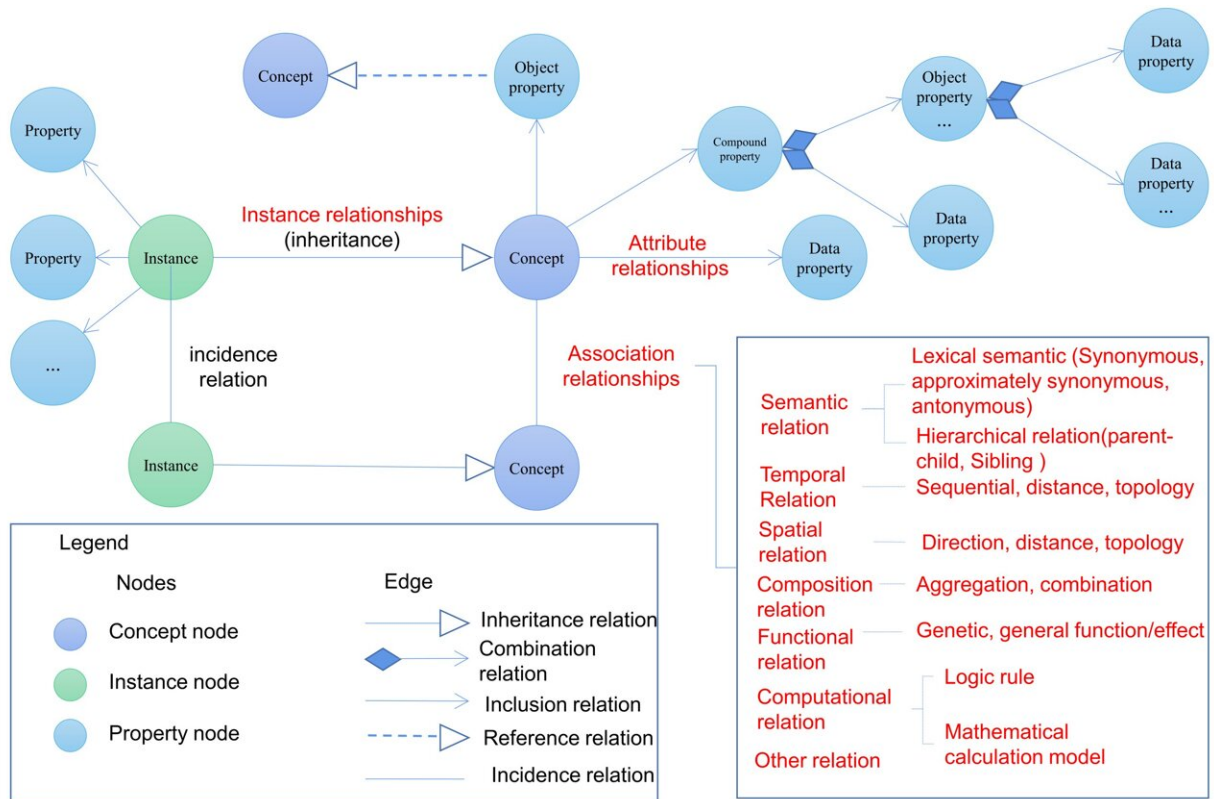 Concept
Object
property
Object
property
...
Data
property
Property
Compound
property
Data
property
...
Instance relationships
(inheritance)
Property
Instance
Concept
Attribute
relationships
Data
property
Data
property
...
incidence
relation
Association
relationships
Instance
Concept
Semantic
relation
Lexical semantic (Synonymous,
approximately synonymous,
antonymous)
Hierarchical relation(parent-
child, Sibling )
Temporal
Relation
Sequential, distance, topology
Spatial
relation
Direction, distance, topology
Composition
relation
Aggregation, combination
Functional
relation
Genetic, general function/effect
Computational
relation
Logic rule
Mathematical
calculation model
Other relation
Legend
Nodes
Concept node
Instance node
Property node
Edge
Inheritance relation
Combination
relation
Inclusion relation
Reference relation
Incidence relation